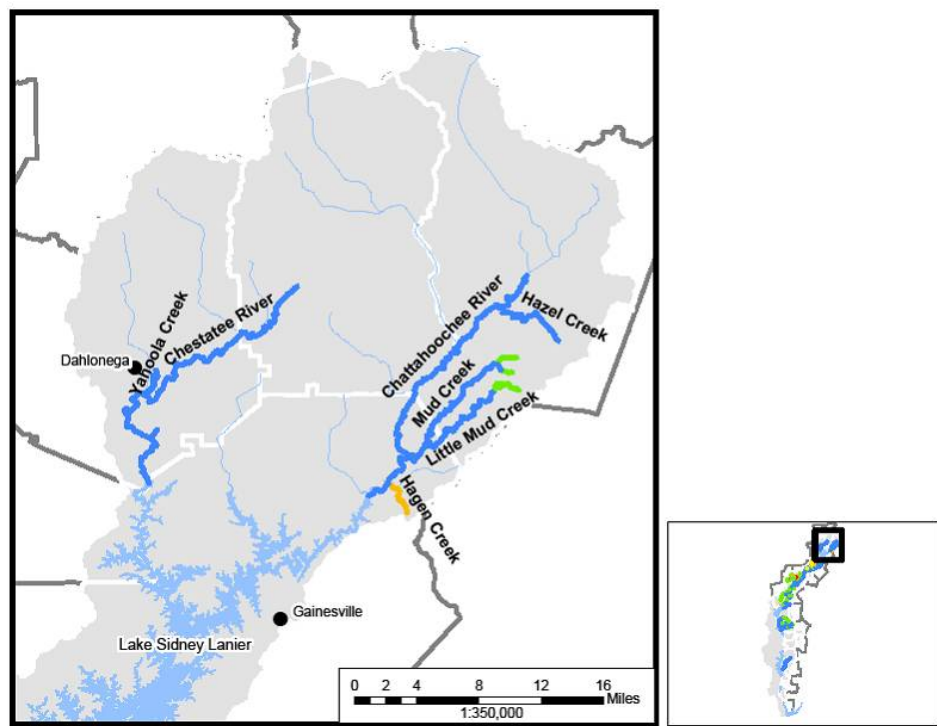 Chattahoochee River
Hazel Creek
Yahoola Creek
Chestatee River
Dahlonega
Mud Creek
Little Mud Creek
Hagen Creek
Gainesville
Lake Sidney Lanier
0 2 4 8 12 16
Miles
1:350,000